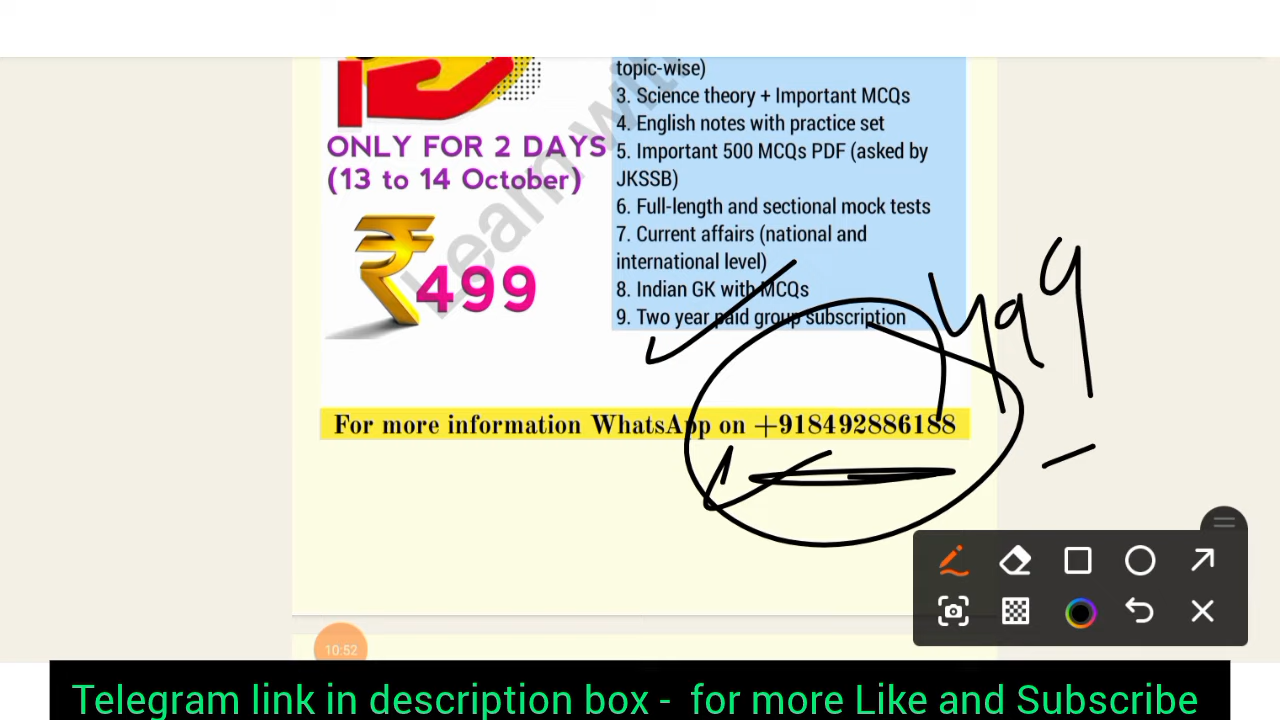 topic-wise)
3. Science theory + Important MCQs
4. English notes with practice set
5. Important 500 MCQs PDF (asked by
JKSSB)
6. Full-length and sectional mock tests
7. Current affairs (national and
international level)
8. Indian GK with MCQs
9. Two year paid group subscription
ONLY FOR 2 DAYS
(13 to 14 October)
₹499
Learn with
499
For more information WhatsApp on +918492886188
10:52
Telegram link in description box - for more Like and Subscribe